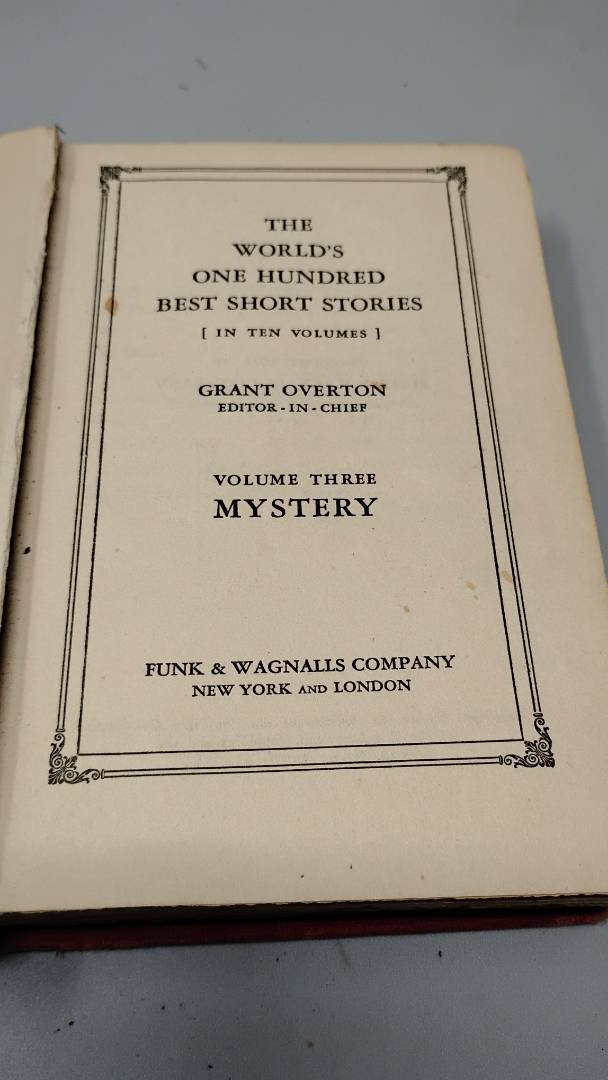 THE
WORLD'S
ONE HUNDRED
BEST SHORT STORIES
[ IN TEN VOLUMES ]
GRANT OVERTON
EDITOR-IN-CHIEF
VOLUME THREE
MYSTERY
FUNK & WAGNALLS COMPANY
NEW YORK AND LONDON